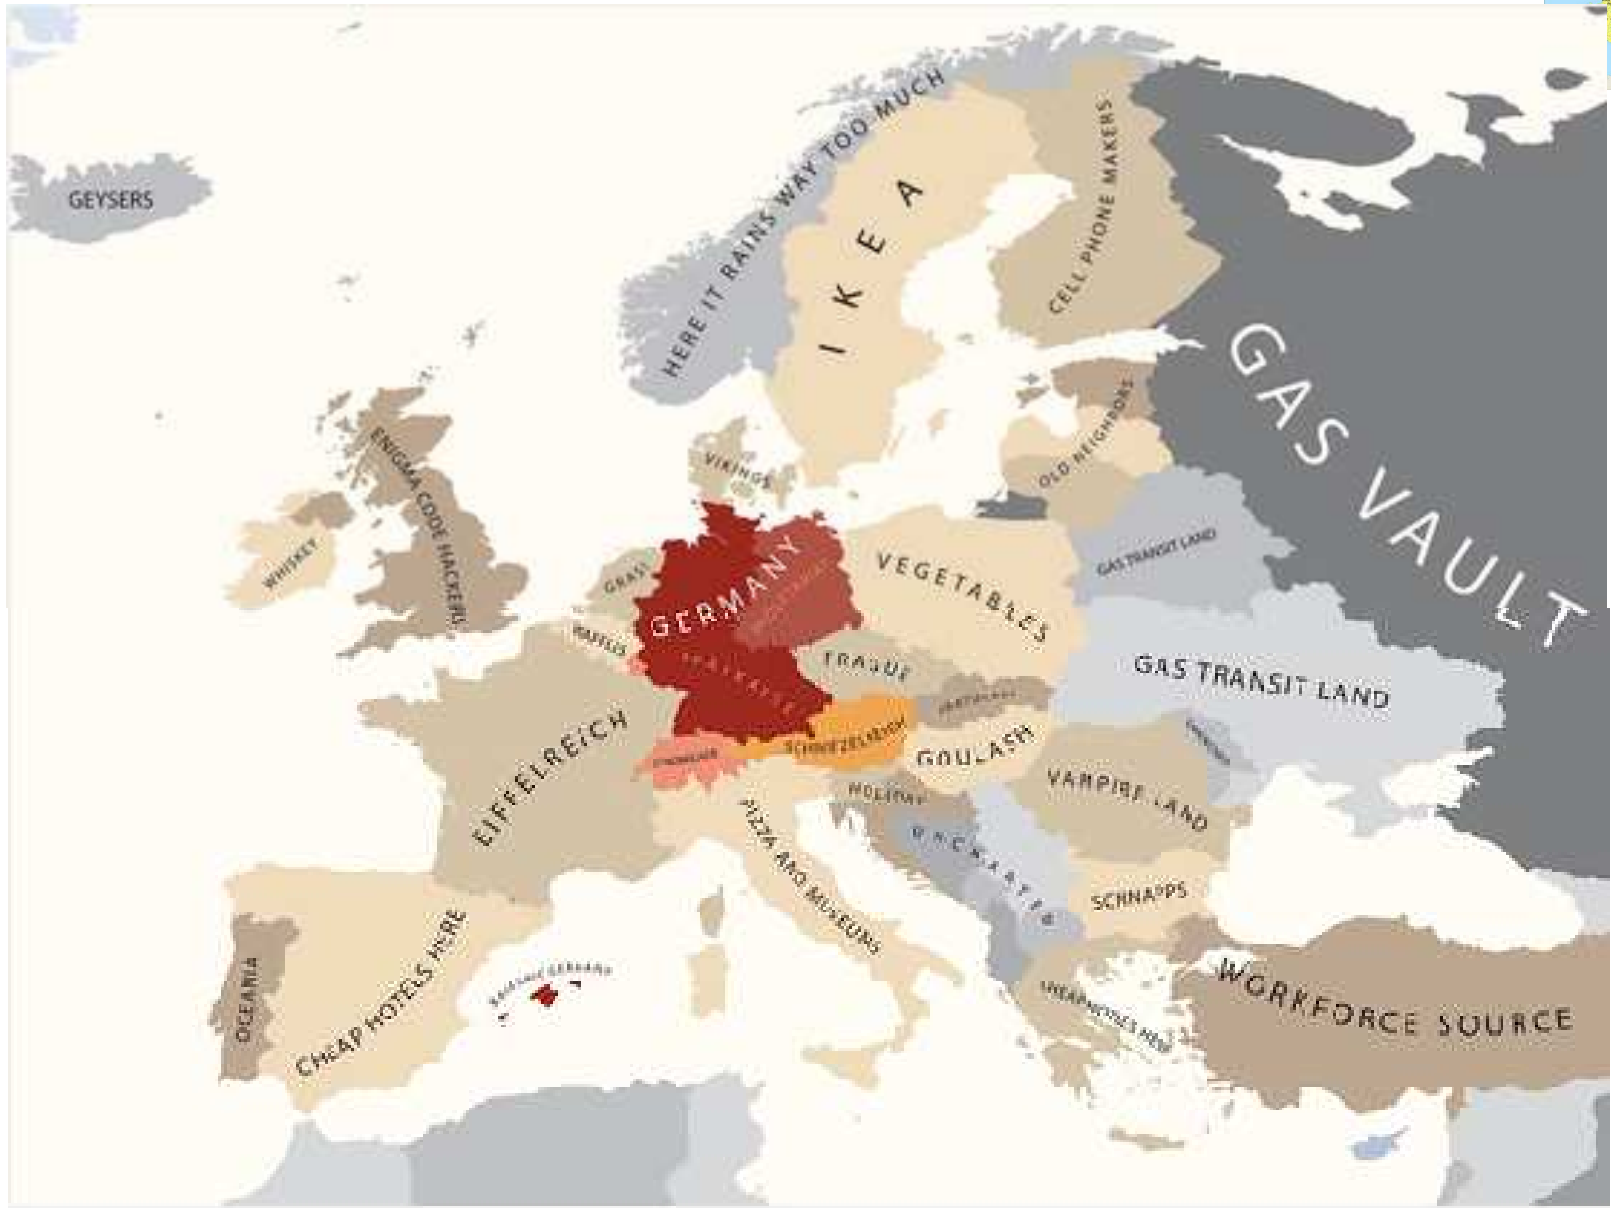 GEYSERS
HERE IT RAINS WAY TOO MUCH
IKEA
CELL PHONE MAKERS
GAS VAULT
ENIGMA CODE HACKERS
WHISKEY
VIKINGS
OLD NEIGHBORS
GRASS
GERMANY
VEGETABLES
GAS TRANSIT LAND
WAFFLES
PRAGUE
GAS TRANSIT LAND
EIFFELREICH
SCHNITZELREICH
GOULASH
VAMPIRE LAND
HOLIDAY
PIZZA AND MUSEUMS
SCHNAPPS
OCEANIA
CHEAP HOTELS HERE
WORKFORCE SOURCE